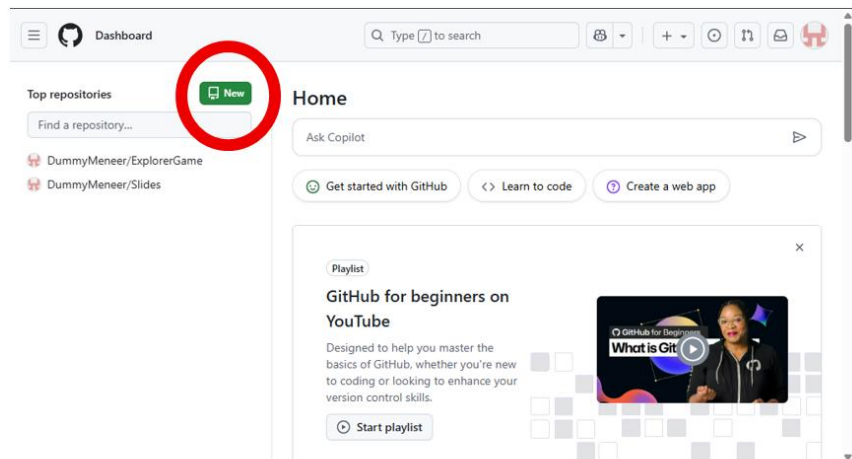 Dashboard
Type / to search
Top repositories
New
Find a repository...
DummyMeneer/ExplorerGame
DummyMeneer/Slides
Home
Ask Copilot
Get started with GitHub
Learn to code
Create a web app
Playlist
GitHub for beginners on
YouTube
Designed to help you master the
basics of GitHub, whether you're new
to coding or looking to enhance your
version control skills.
Start playlist
GitHub for Beginners
What is Git